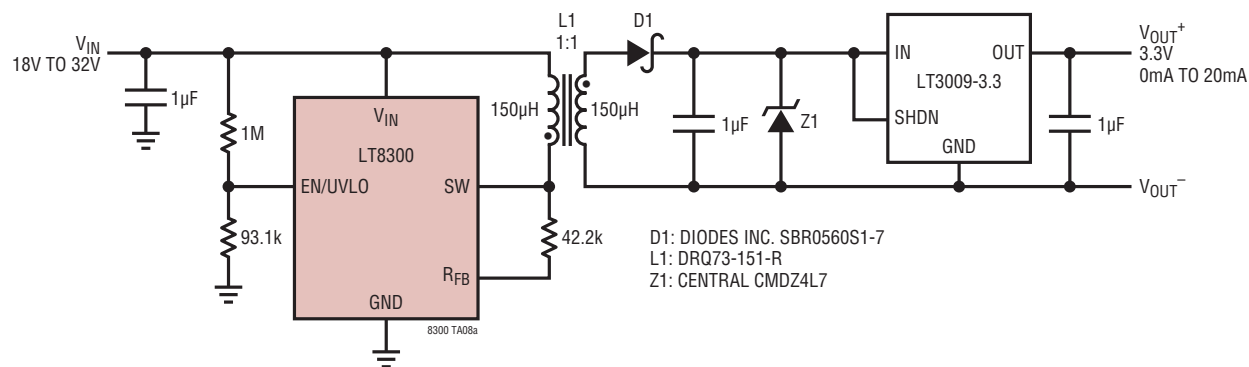 VIN
18V TO 32V
1µF
1M
93.1k
VIN
LT8300
EN/UVLO
SW
RFB
GND
8300 TA08a
42.2k
L1
1:1
150µH
150µH
D1
1µF
Z1
IN
OUT
LT3009-3.3
SHDN
GND
1µF
VOUT+
3.3V
0mA TO 20mA
VOUT–
D1: DIODES INC. SBR0560S1-7
L1: DRQ73-151-R
Z1: CENTRAL CMDZ4L7